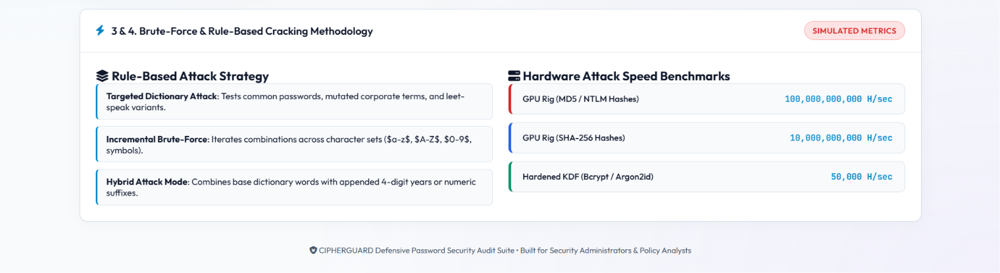 3 & 4. Brute-Force & Rule-Based Cracking Methodology
SIMULATED METRICS
Rule-Based Attack Strategy
Targeted Dictionary Attack: Tests common passwords, mutated corporate terms, and leet-
speak variants.
Incremental Brute-Force: Iterates combinations across character sets ($a-z$, $A-Z$, $0-9$,
symbols).
Hybrid Attack Mode: Combines base dictionary words with appended 4-digit years or numeric
suffixes.
Hardware Attack Speed Benchmarks
GPU Rig (MD5 / NTLM Hashes) 100,000,000,000 H/sec
GPU Rig (SHA-256 Hashes) 10,000,000,000 H/sec
Hardened KDF (Bcrypt / Argon2id) 50,000 H/sec
CIPHERGUARD Defensive Password Security Audit Suite • Built for Security Administrators & Policy Analysts